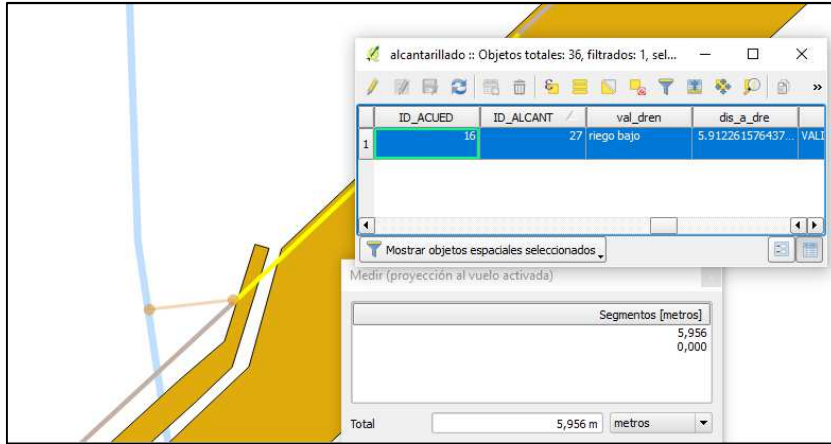 alcantarillado :: Objetos totales: 36, filtrados: 1, sel...
»
ID_ACUED ID_ALCANT val_dren dis_a_dre
1 16 27 riego bajo 5.912261576437... VALI
Mostrar objetos espaciales seleccionados
Medir (proyección al vuelo activada)
Segmentos [metros]
5,956
0,000
Total 5,956 m metros